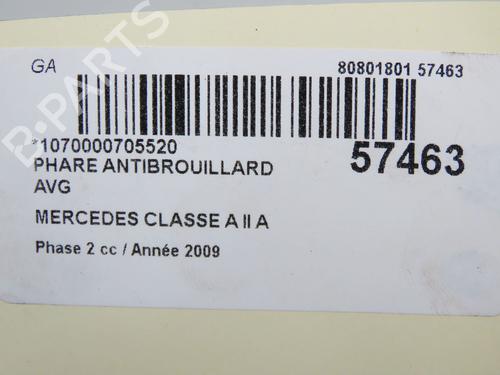 GA
80801801 57463
*1070000705520
57463
PHARE ANTIBROUILLARD
AVG
MERCEDES CLASSE A II A
Phase 2 cc / Année 2009
B-PARTS